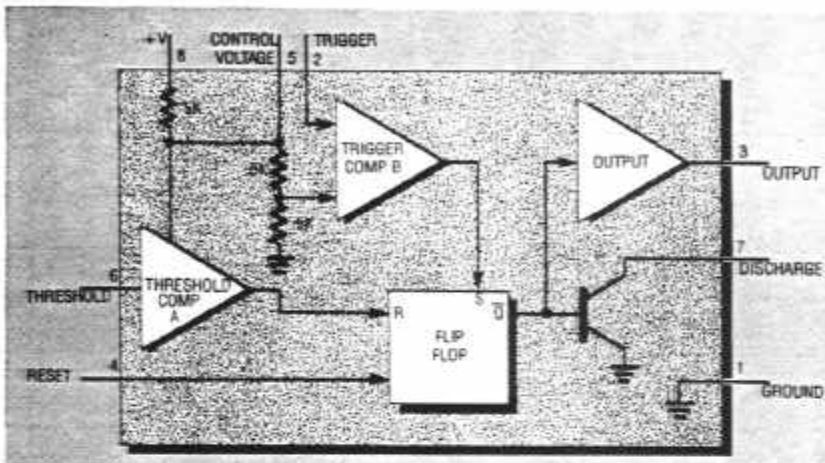 +V
8
CONTROL
VOLTAGE
5
TRIGGER
2
5K
5K
TRIGGER
COMP B
OUTPUT
3
OUTPUT
7
DISCHARGE
6
THRESHOLD
THRESHOLD
COMP
A
R
S
Q
FLIP
FLOP
4
RESET
1
GROUND